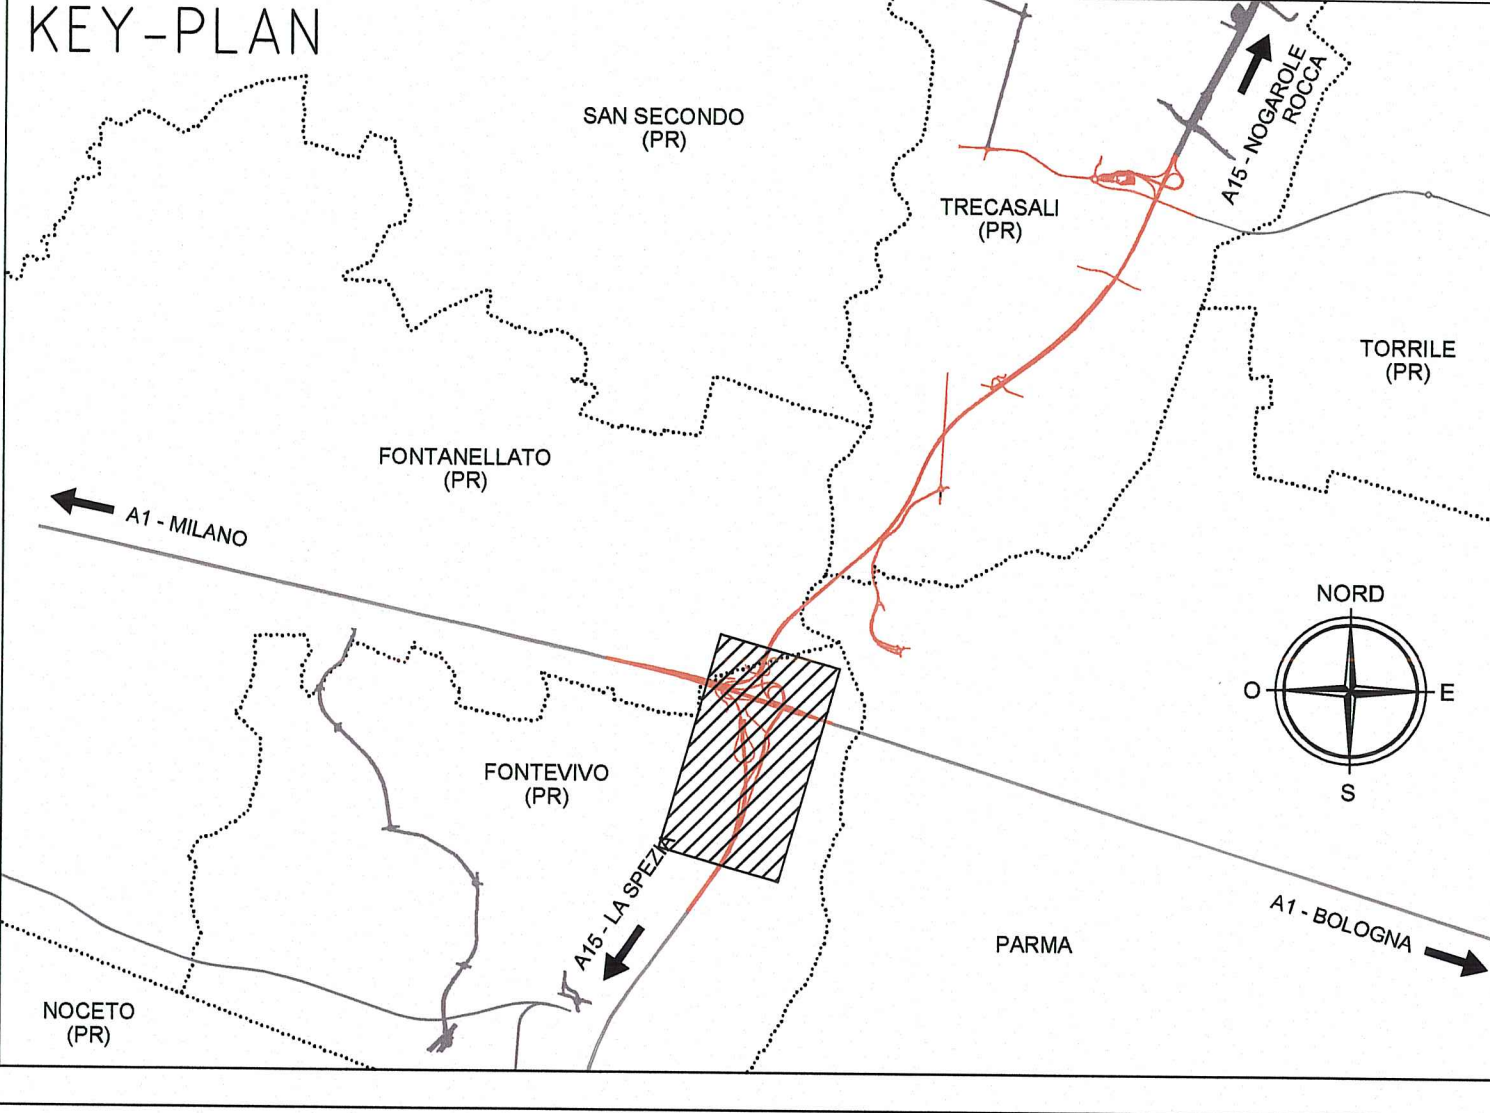 KEY-PLAN
SAN SECONDO
(PR)
A15 - NOGAROLE
ROCCA
TRECASALI
(PR)
TORRILE
(PR)
FONTANELLATO
(PR)
A1 - MILANO
NORD
O
E
S
FONTEVIVO
(PR)
A15 - LA SPEZIA
A1 - BOLOGNA
PARMA
NOCETO
(PR)